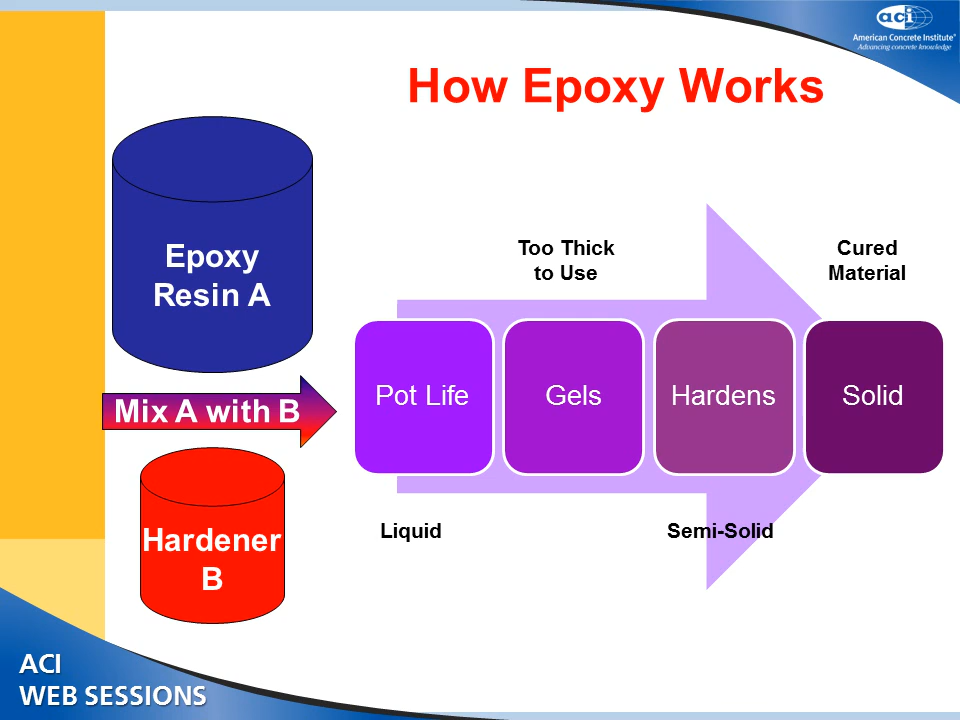 aci
American Concrete Institute®
Advancing concrete knowledge
How Epoxy Works
Epoxy
Resin A
Mix A with B
Hardener
B
Too Thick
to Use
Cured
Material
Pot Life
Gels
Hardens
Solid
Liquid
Semi-Solid
ACI
WEB SESSIONS